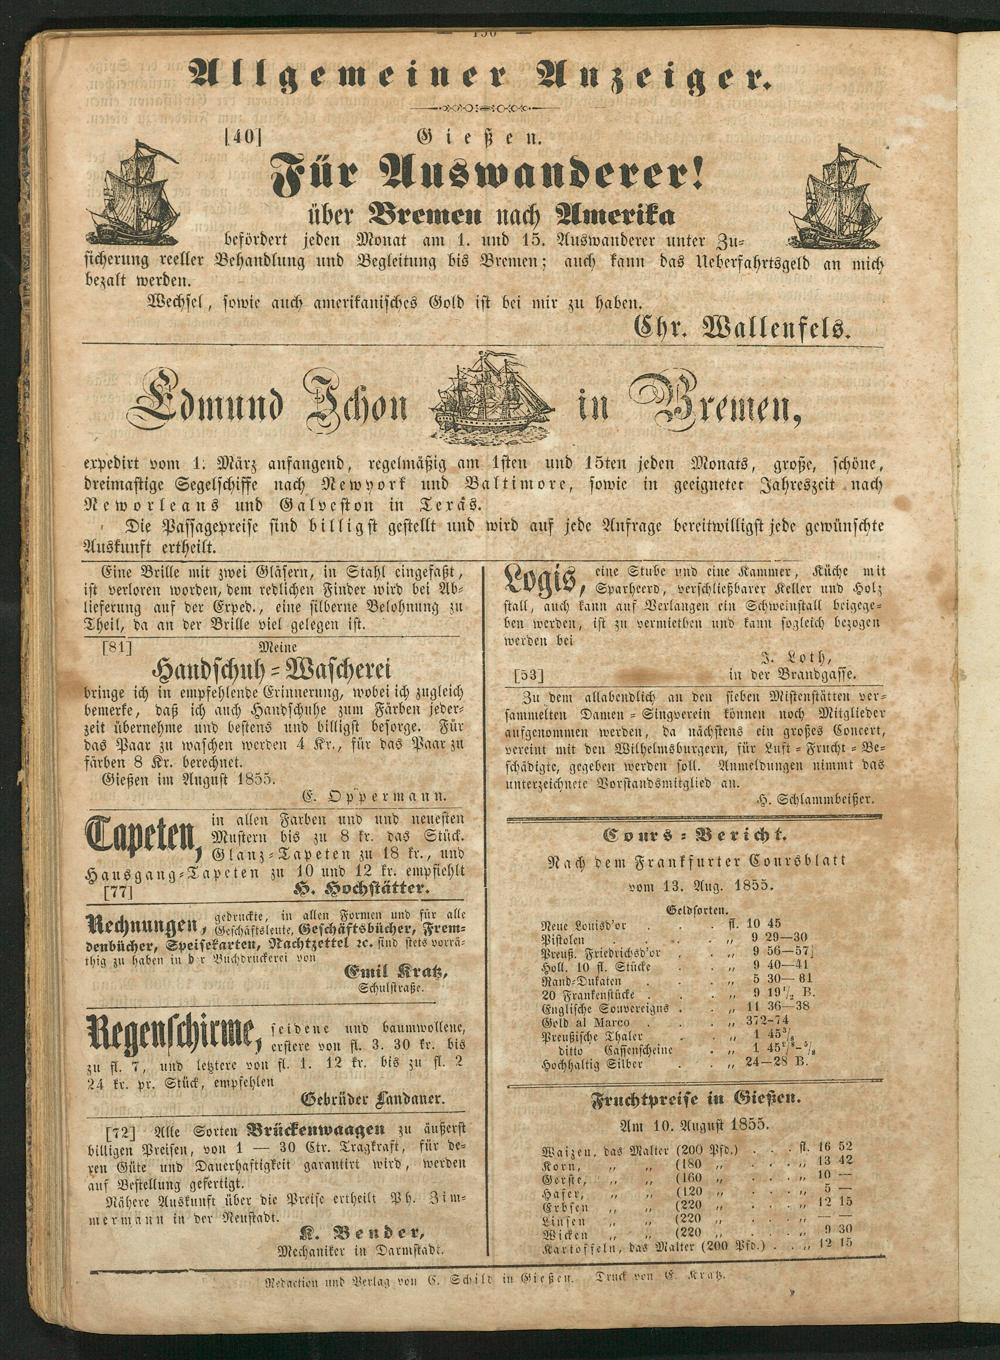 — 190 —
Allgemeiner Anzeiger.
[40] Gießen.
Für Auswanderer!
über Bremen nach Amerika
befördert jeden Monat am 1. und 15. Auswanderer unter Zu-
sicherung reeller Behandlung und Begleitung bis Bremen; auch kann das Ueberfahrtsgeld an mich
bezalt werden.
Wechsel, sowie auch amerikanisches Gold ist bei mir zu haben.
Chr. Wallenfels.
Edmund Ichon in Bremen,
expedirt vom 1. März anfangend, regelmäßig am 1sten und 15ten jeden Monats, große, schöne,
dreimastige Segelschiffe nach Newyork und Baltimore, sowie in geeigneter Jahreszeit nach
Neworleans und Galveston in Texas.
Die Passagepreise sind billigst gestellt und wird auf jede Anfrage bereitwilligst jede gewünschte
Auskunft ertheilt.
Eine Brille mit zwei Gläsern, in Stahl eingefaßt,
ist verloren worden, dem redlichen Finder wird bei Ab-
lieferung auf der Exped., eine silberne Belohnung zu
Theil, da an der Brille viel gelegen ist.
[81] Meine
Handschuh-Wascherei
bringe ich in empfehlende Erinnerung, wobei ich zugleich
bemerke, daß ich auch Handschuhe zum Färben jeder-
zeit übernehme und bestens und billigst besorge. Für
das Paar zu waschen werden 4 Kr., für das Paar zu
färben 8 Kr. berechnet.
Gießen im August 1855.
E. Oppermann.
Tapeten, in allen Farben und und neuesten
Mustern bis zu 8 kr. das Stück.
Glanz-Tapeten zu 18 kr., und
Hausgang-Tapeten zu 10 und 12 kr. empfiehlt
[77] H. Hochstätter.
Rechnungen, gedruckte, in allen Formen und für alle
Geschäftsleute, Geschäftsbücher, Frem-
denbücher, Speisekarten, Nachtzettel ꝛc. sind stets vorrä-
thig zu haben in der Buchdruckerei von
Emil Kratz,
Schulstraße.
Regenschirme, seidene und baumwollene,
erstere von fl. 3. 30 kr. bis
zu fl. 7, und letztere von fl. 1. 12 kr. bis zu fl. 2
24 kr. pr. Stück, empfehlen
Gebrüder Landauer.
[72] Alle Sorten Brückenwaagen zu äußerst
billigen Preisen, von 1 — 30 Ctr. Tragkraft, für de-
ren Güte und Dauerhaftigkeit garantirt wird, werden
auf Bestellung gefertigt.
Nähere Auskunft über die Preise ertheilt Ph. Zim-
mermann in der Neustadt.
K. Bender,
Mechaniker in Darmstadt.
Logis, eine Stube und eine Kammer, Küche mit
Sparheerd, verschließbarer Keller und Holz
stall, auch kann auf Verlangen ein Schweinstall beigege-
ben werden, ist zu vermiethen und kann sogleich bezogen
werden bei
J. Loth,
[53] in der Brandgasse.
Zu dem allabendlich an den sieben Mistenstätten ver-
sammelten Damen-Singverein können noch Mitglieder
aufgenommen werden, da nächstens ein großes Concert,
vereint mit den Wilhelmsburgern, für Luft-Frucht-Be-
schädigte, gegeben werden soll. Anmeldungen nimmt das
unterzeichnete Vorstandsmitglied an.
H. Schlammbeißer.
Cours-Bericht.
Nach dem Frankfurter Coursblatt
vom 13. Aug. 1855.
Geldsorten.
Neue Louisd'or . . . fl. 10 45
Pistolen . . . „ 9 29—30
Preuß. Friedrichsd'or . . „ 9 56—57
Holl. 10 fl. Stücke . . „ 9 40—41
Rand-Dukaten . . . „ 5 30—81
20 Frankenstücke . . . „ 9 19½ B.
Englische Souvereigns . . „ 11 36—38
Gold al Marco . . . „ 372-74
Preußische Thaler . . „ 1 45
ditto Cassenscheine . „ 1 45
Hochhaltig Silber . . „ 24—28 B.
Fruchtpreise in Gießen.
Am 10. August 1855.
Waizen, das Malter (200 Pfd.) . . . fl. 16 52
Korn, „ „ (180 „ . . . „ 13 42
Gerste, „ „ (160 „ . . . „ 10 —
Hafer, „ „ (120 „ . . . „ 5 —
Erbsen „ „ (220 „ . . . „ 12 15
Linsen „ „ (220 „ . . . „ — —
Wicken „ „ (220 „ . . . „ 9 30
Kartoffeln, das Malter (200 Pfd.) . . „ 12 15
Redaction und Verlag von C. Schild in Gießen. Druck von E. Kratz.